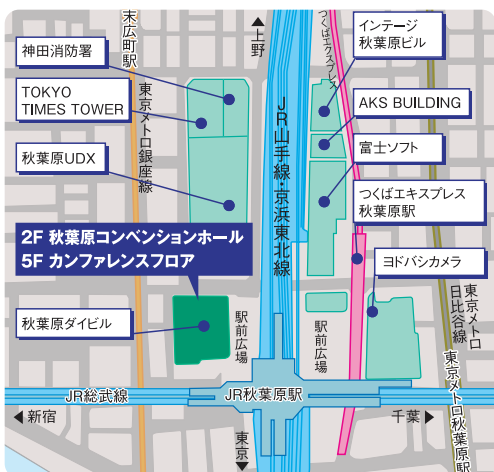 末広町駅
▲上野
つくばエクスプレス
インテージ
秋葉原ビル
神田消防署
TOKYO
TIMES TOWER
東京メトロ銀座線
JR山手線・京浜東北線
AKS BUILDING
秋葉原UDX
富士ソフト
つくばエキスプレス
秋葉原駅
2F 秋葉原コンベンションホール
5F カンファレンスフロア
ヨドバシカメラ
東京メトロ
日比谷線
秋葉原ダイビル
駅前広場
駅前広場
東京メトロ秋葉原駅
JR総武線
JR秋葉原駅
◀新宿
千葉▶
東京▼